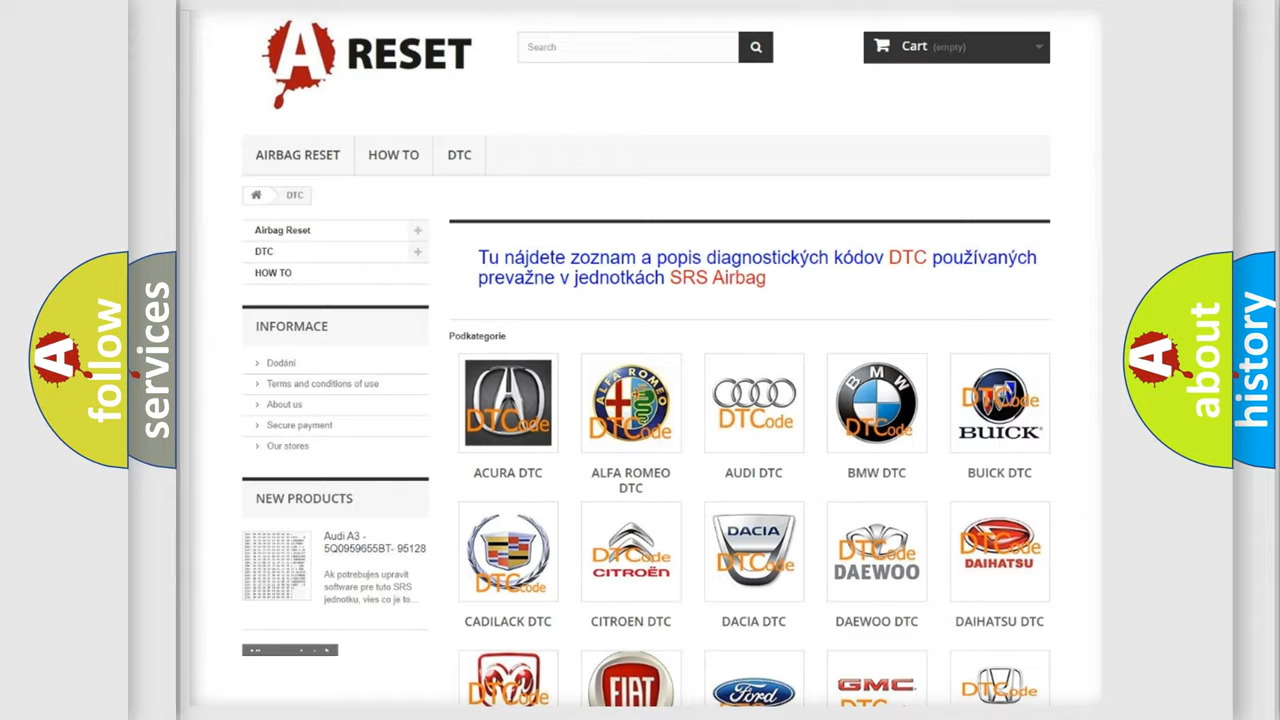 A RESET
Search
Cart (empty)
AIRBAG RESET
HOW TO
DTC
DTC
Airbag Reset
DTC
HOW TO
INFORMACE
Dodání
Terms and conditions of use
About us
Secure payment
Our stores
NEW PRODUCTS
Audi A3 -
5Q0959655BT- 95128
Ak potrebujes upravit
software pre tuto SRS
jednotku, vies co je to...
Tu nájdete zoznam a popis diagnostických kódov DTC používaných
prevažne v jednotkách SRS Airbag
Podkategorie
DTCode
ALFA ROMEO
DTCode
DTCode
BMW
DTCode
DTCode
BUICK
ACURA DTC
ALFA ROMEO
DTC
AUDI DTC
BMW DTC
BUICK DTC
DTCode
DTCode
CITROËN
DACIA
DTCode
DTCode
DAEWOO
DTCode
DAIHATSU
CADILACK DTC
CITROEN DTC
DACIA DTC
DAEWOO DTC
DAIHATSU DTC
DTCode
FIAT
Ford
GMC
DTCode
A follow
services
A about
history